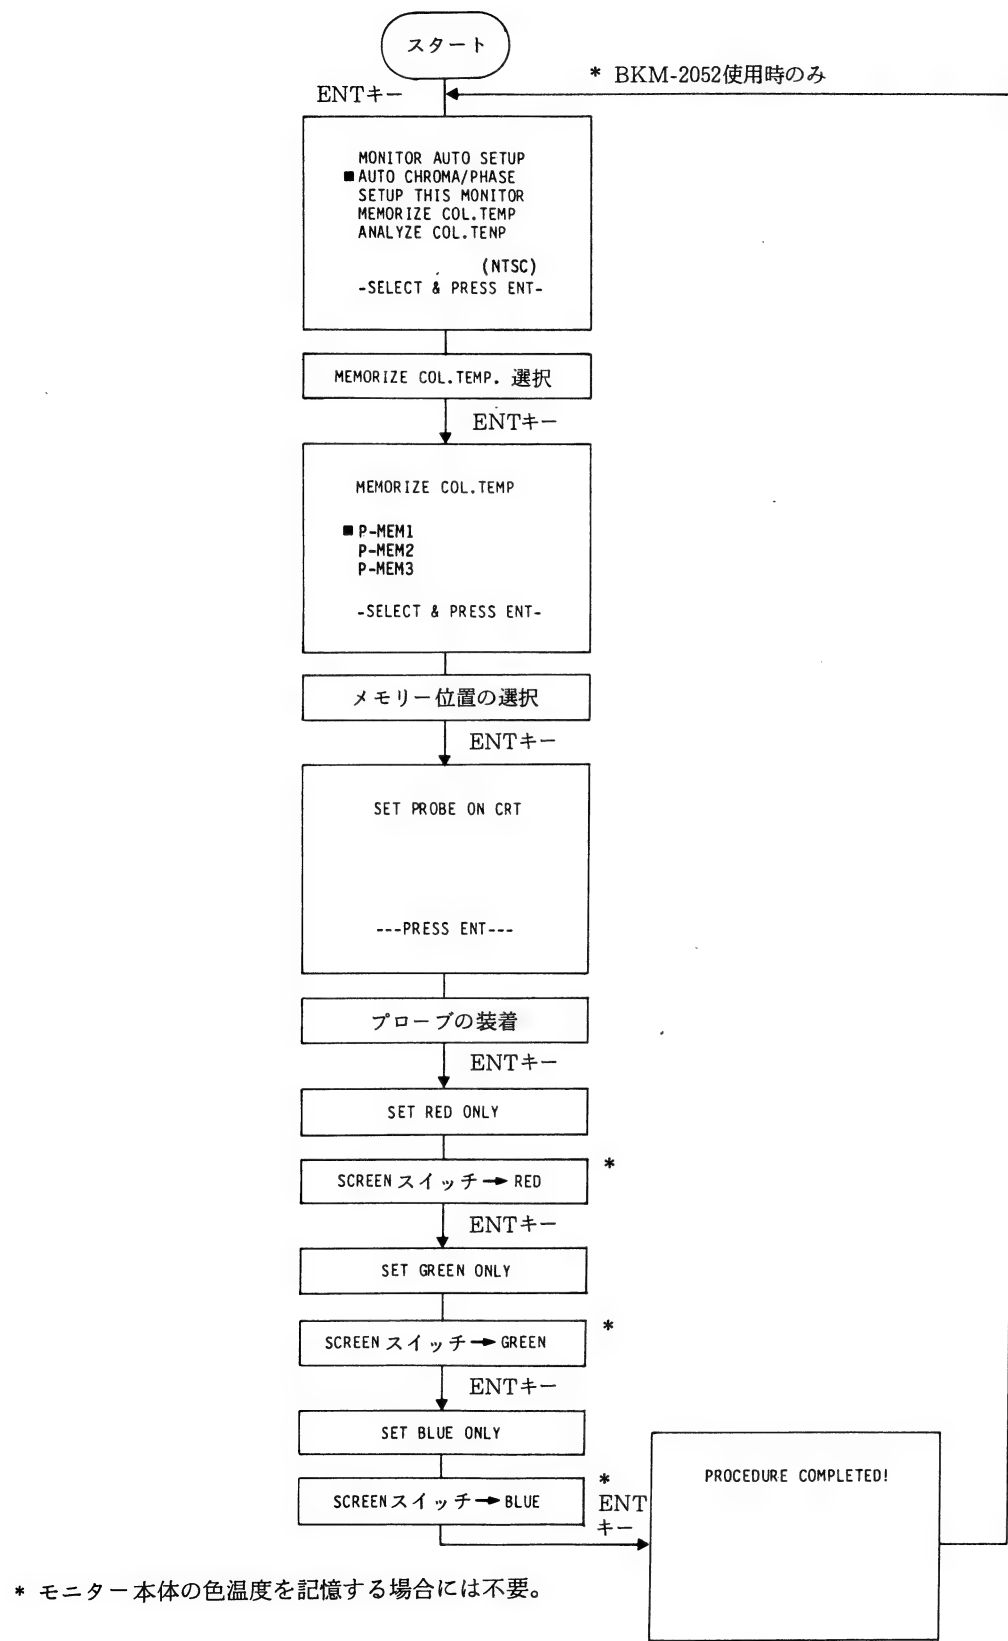 スタート
* BKM-2052使用時のみ
ENTキー
MONITOR AUTO SETUP
■AUTO CHROMA/PHASE
SETUP THIS MONITOR
MEMORIZE COL.TEMP
ANALYZE COL.TENP
(NTSC)
-SELECT & PRESS ENT-
MEMORIZE COL.TEMP. 選択
ENTキー
MEMORIZE COL.TEMP
■P-MEM1
P-MEM2
P-MEM3
-SELECT & PRESS ENT-
メモリー位置の選択
ENTキー
SET PROBE ON CRT
---PRESS ENT---
プローブの装着
ENTキー
SET RED ONLY
SCREEN スイッチ→RED *
ENTキー
SET GREEN ONLY
SCREEN スイッチ→GREEN *
ENTキー
SET BLUE ONLY
SCREEN スイッチ→BLUE *
ENT
キー
PROCEDURE COMPLETED!
* モニター本体の色温度を記憶する場合には不要。